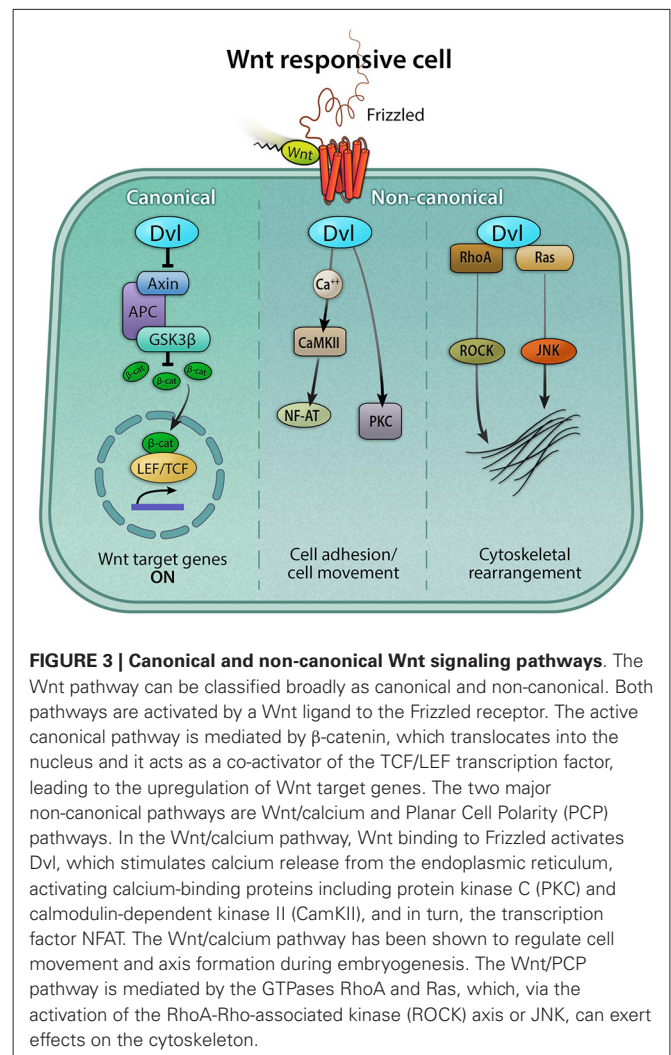 Wnt responsive cell
Frizzled
Wnt
Canonical
Non-canonical
Dvl
Axin
APC
GSK3β
β-cat
β-cat
β-cat
β-cat
LEF/TCF
Wnt target genes
ON
Dvl
Ca++
CaMKII
NF-AT
PKC
Cell adhesion/
cell movement
Dvl
RhoA
Ras
ROCK
JNK
Cytoskeletal
rearrangement
FIGURE 3 | Canonical and non-canonical Wnt signaling pathways. The
Wnt pathway can be classified broadly as canonical and non-canonical. Both
pathways are activated by a Wnt ligand to the Frizzled receptor. The active
canonical pathway is mediated by β-catenin, which translocates into the
nucleus and it acts as a co-activator of the TCF/LEF transcription factor,
leading to the upregulation of Wnt target genes. The two major
non-canonical pathways are Wnt/calcium and Planar Cell Polarity (PCP)
pathways. In the Wnt/calcium pathway, Wnt binding to Frizzled activates
Dvl, which stimulates calcium release from the endoplasmic reticulum,
activating calcium-binding proteins including protein kinase C (PKC) and
calmodulin-dependent kinase II (CamKII), and in turn, the transcription
factor NFAT. The Wnt/calcium pathway has been shown to regulate cell
movement and axis formation during embryogenesis. The Wnt/PCP
pathway is mediated by the GTPases RhoA and Ras, which, via the
activation of the RhoA-Rho-associated kinase (ROCK) axis or JNK, can exert
effects on the cytoskeleton.